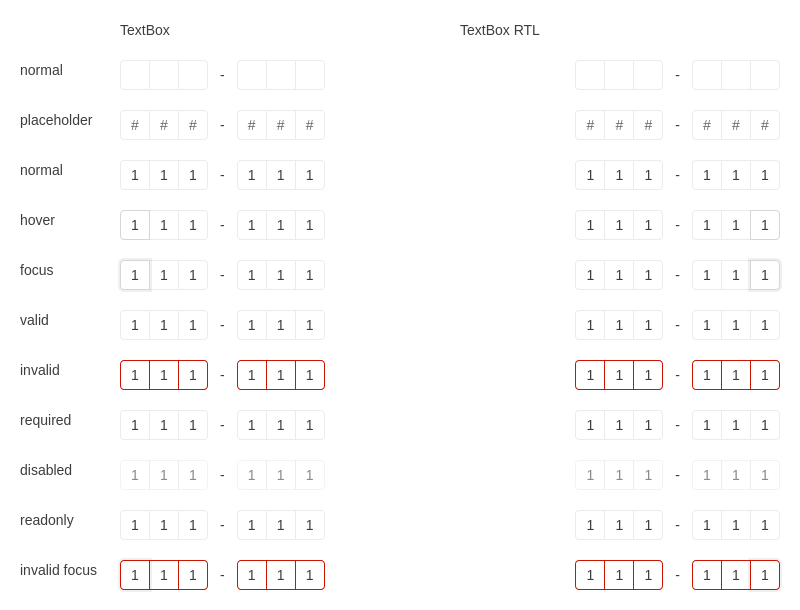 TextBox TextBox RTL
normal - -
placeholder # # # - # # # # # # - # # #
normal 1 1 1 - 1 1 1 1 1 1 - 1 1 1
hover 1 1 1 - 1 1 1 1 1 1 - 1 1 1
focus 1 1 1 - 1 1 1 1 1 1 - 1 1 1
valid 1 1 1 - 1 1 1 1 1 1 - 1 1 1
invalid 1 1 1 - 1 1 1 1 1 1 - 1 1 1
required 1 1 1 - 1 1 1 1 1 1 - 1 1 1
disabled 1 1 1 - 1 1 1 1 1 1 - 1 1 1
readonly 1 1 1 - 1 1 1 1 1 1 - 1 1 1
invalid focus 1 1 1 - 1 1 1 1 1 1 - 1 1 1